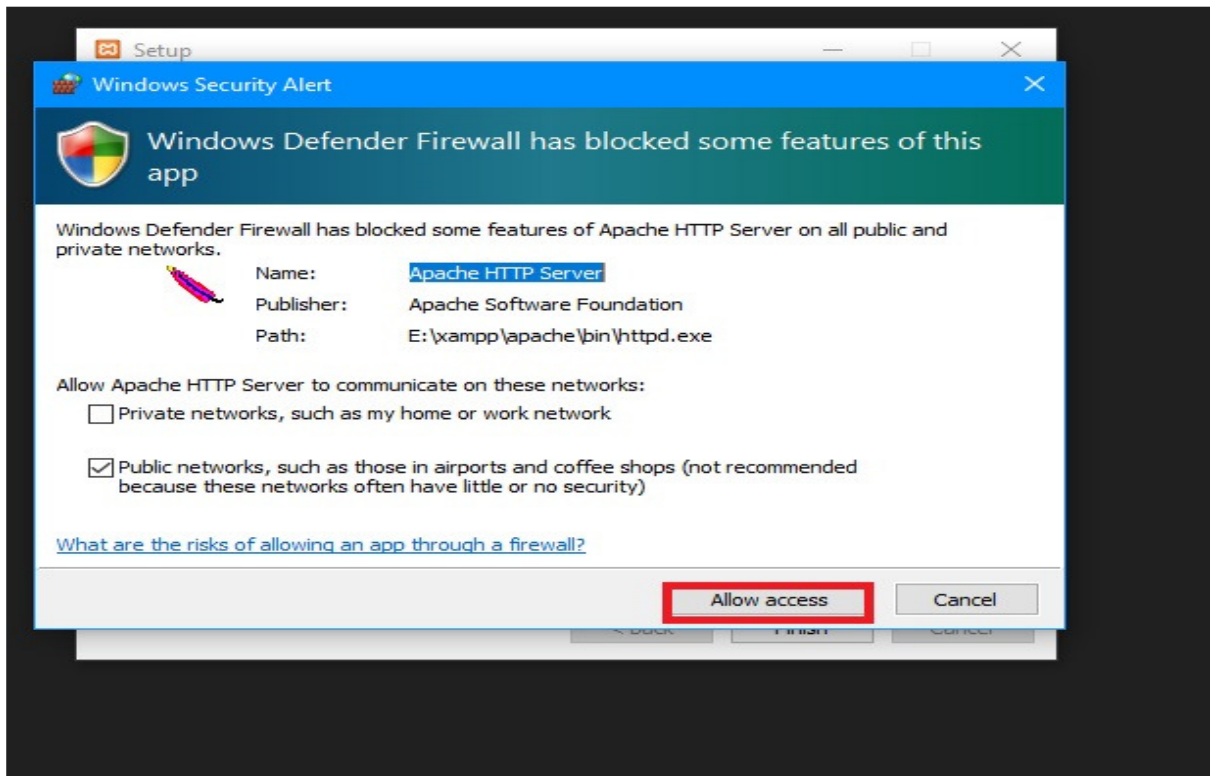 Setup
Windows Security Alert
Windows Defender Firewall has blocked some features of this
app
Windows Defender Firewall has blocked some features of Apache HTTP Server on all public and
private networks.
Name: Apache HTTP Server
Publisher: Apache Software Foundation
Path: E:\xampp\apache\bin\httpd.exe
Allow Apache HTTP Server to communicate on these networks:
Private networks, such as my home or work network
Public networks, such as those in airports and coffee shops (not recommended
because these networks often have little or no security)
What are the risks of allowing an app through a firewall?
Allow access Cancel
< Back Finish Cancel